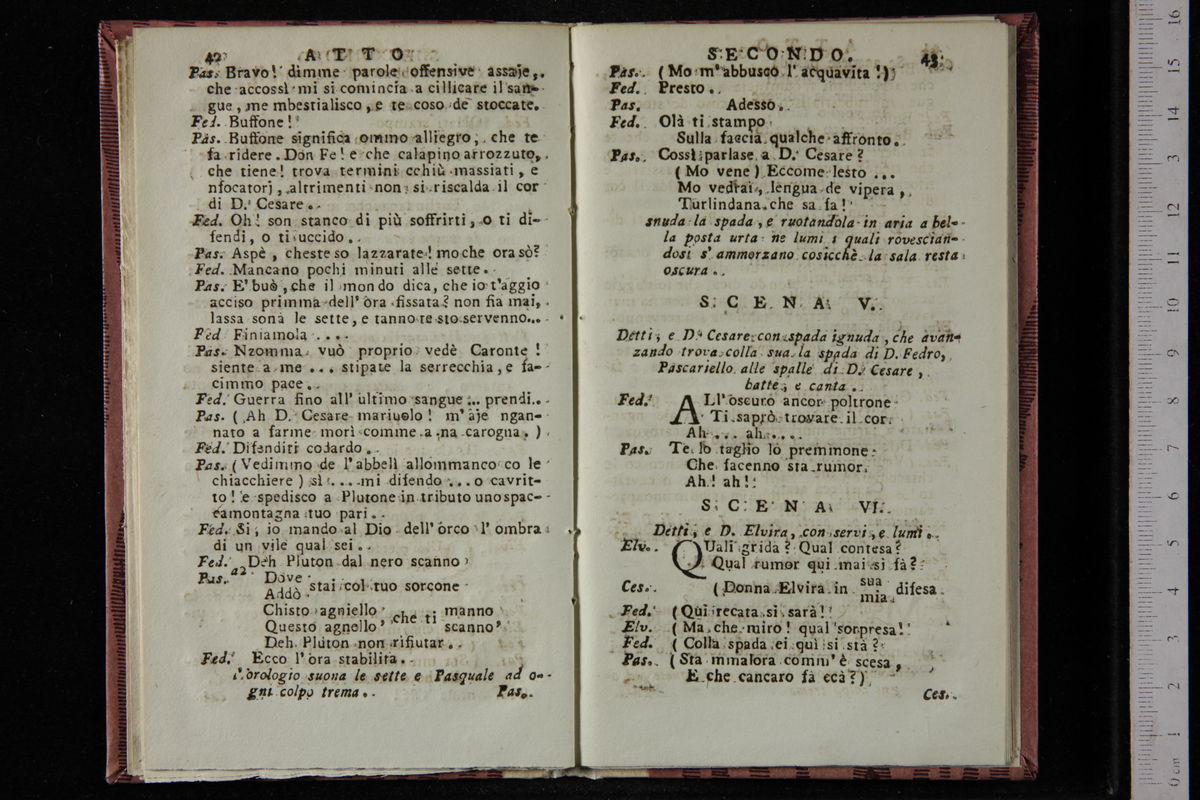 42 ATTO
Pas. Bravo! dimme parole offensive assaje,
che accossì mi si comincia a cillicare il san-
gue, me mbestialisco, e te coso de stoccate.
Fed. Buffone!
Pas. Buffone significa ommo alliegro, che te
fa ridere. Don Fe! e che calapino arrozzuto,
che tiene! trova termini cchiù massiati, e
nfocatorj, altrimenti non si riscalda il cor
di D. Cesare.
Fed. Oh! son stanco di più soffrirti, o ti di-
fendi, o ti uccido.
Pas. Aspè, cheste so lazzarate! mo che ora sò?
Fed. Mancano pochi minuti alle sette.
Pas. E' buò, che il mondo dica, che io t'aggio
acciso primma dell' ora fissata? non fia mai,
lassa sonà le sette, e tanno te sto servenno...
Fed Finiamola ....
Pas. Nzomma vuò proprio vedè Caronte!
siente a me ... stipate la serrecchia, e fa-
cimmo pace.
Fed. Guerra fino all' ultimo sangue ... prendi..
Pas. (Ah D. Cesare mariuolo! m' aje ngan-
nato a farme morì comme a na carogna.)
Fed. Difenditi codardo.
Pas. (Vedimmo de l'abbelì allommanco co le
chiacchiere) sì .... mi difendo ... o cavrit-
to! e spedisco a Plutone in tributo uno spac-
camontagna tuo pari.
Fed. Si, io mando al Dio dell' orco l' ombra
di un vile qual sei.
Fed. Deh Pluton dal nero scanno
a2
Pas. Dove
Addò stai col tuo sorcone
Chisto agniello, che ti manno
Questo agnello, scanno,
Deh Pluton non rifiutar.
Fed. Ecco l'ora stabilita.
l'orologio suona le sette e Pasquale ad o-
gni colpo trema. Pas.
SECONDO. 43
Pas. (Mo m' abbusco l' acquavita!)
Fed. Presto.
Pas. Adesso.
Fed. Olà ti stampo
Sulla faccia qualche affronto.
Pas. Cossì parlase a D. Cesare?
(Mo vene) Eccome lesto ...
Mo vedrai, lengua de vipera,
Turlindana che sa fa!
snuda la spada, e ruotandola in aria a bel-
la posta urta ne lumi i quali rovescian-
dosi s' ammorzano cosicchè la sala resta
oscura.
SCENA V.
Detti, e D. Cesare con spada ignuda, che avan-
zando trova colla sua la spada di D. Fedro,
Pascariello alle spalle di D. Cesare,
batte, e canta.
Fed. ALl' oscuro ancor poltrone
Ti saprò trovare il cor.
Ah ... ah ....
Pas. Te lo taglio lo premmone
Che facenno sta rumor.
Ah! ah!
SCENA VI.
Detti, e D. Elvira, con servi, e lumi.
Elv. QUali grida? Qual contesa?
Qual rumor qui mai si fà?
Ces. (Donna Elvira in sua
mia difesa
Fed. (Qui recata si sarà!
Elv. (Ma che miro! qual sorpresa!
Fed. (Colla spada ei quì si stà?
Pas. (Sta mmalora comm' è scesa,
E che cancaro fa ccà?)
Ces.